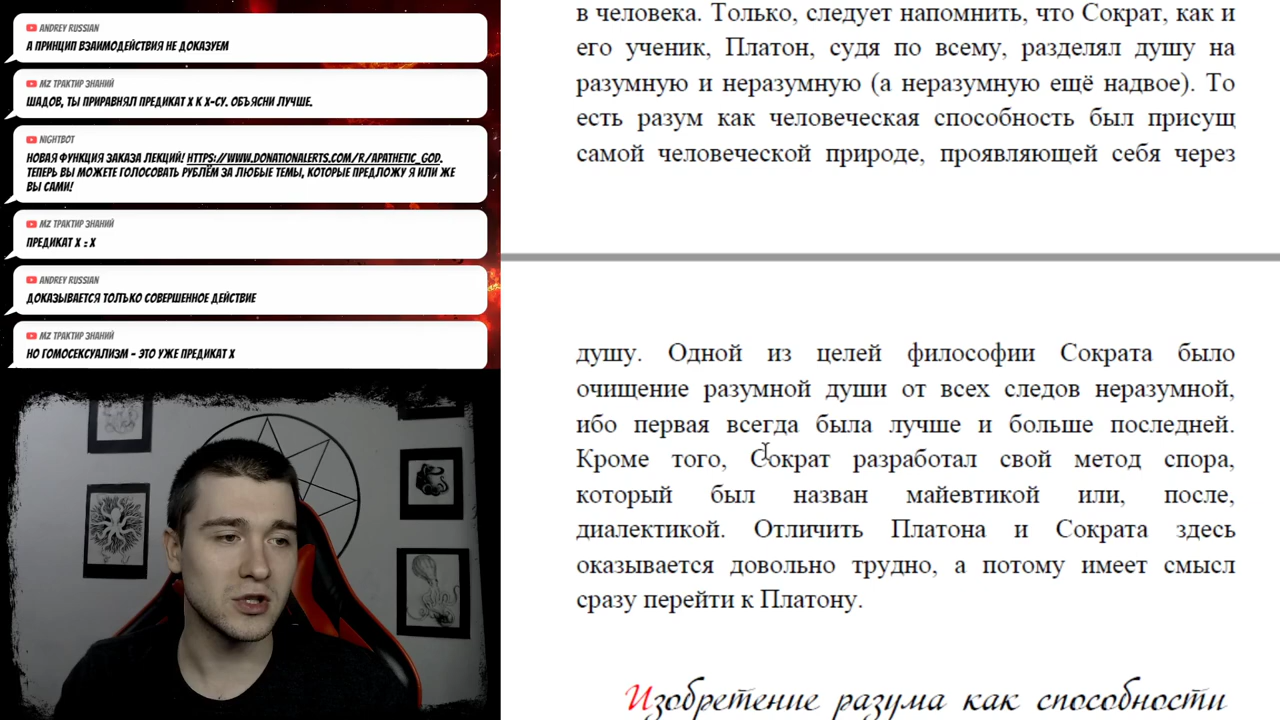 ANDREY RUSSIAN
А ПРИНЦИП ВЗАИМОДЕЙСТВИЯ НЕ ДОКАЗУЕМ
MZ ТРАКТИР ЗНАНИЙ
ШАДОВ, ТЫ ПРИРАВНЯЛ ПРЕДИКАТ Х К Х-СУ. ОБЪЯСНИ ЛУЧШЕ.
NIGHTBOT
НОВАЯ ФУНКЦИЯ ЗАКАЗА ЛЕКЦИЙ! HTTPS://WWW.DONATIONALERTS.COM/R/APATHETIC_GOD.
ТЕПЕРЬ ВЫ МОЖЕТЕ ГОЛОСОВАТЬ РУБЛЁМ ЗА ЛЮБЫЕ ТЕМЫ, КОТОРЫЕ ПРЕДЛОЖУ Я ИЛИ ЖЕ
ВЫ САМИ!
MZ ТРАКТИР ЗНАНИЙ
ПРЕДИКАТ Х = Х
ANDREY RUSSIAN
ДОКАЗЫВАЕТСЯ ТОЛЪКО СОВЕРШЕННОЕ ДЕЙСТВИЕ
MZ ТРАКТИР ЗНАНИЙ
НО ГОМОСЕКСУАЛИЗМ - ЭТО УЖЕ ПРЕДИКАТ Х
в человека. Только, следует напомнить, что Сократ, как и
его ученик, Платон, судя по всему, разделял душу на
разумную и неразумную (а неразумную ещё надвое). То
есть разум как человеческая способность был присущ
самой человеческой природе, проявляющей себя через
душу. Одной из целей философии Сократа было
очищение разумной души от всех следов неразумной,
ибо первая всегда была лучше и больше последней.
Кроме того, Сократ разработал свой метод спора,
который был назван майевтикой или, после,
диалектикой. Отличить Платона и Сократа здесь
оказывается довольно трудно, а потому имеет смысл
сразу перейти к Платону.
Изобретение разума как способности